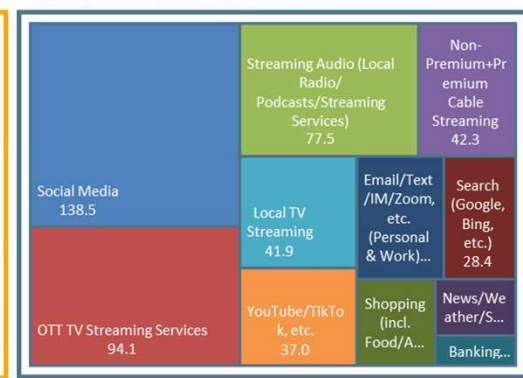 Social Media
138.5
OTT TV Streaming Services
94.1
Streaming Audio (Local
Radio/
Podcasts/Streaming
Services)
77.5
Non-
Premium+Pr
emium
Cable
Streaming
42.3
Local TV
Streaming
41.9
YouTube/TikTo
k, etc.
37.0
Email/Text
/IM/Zoom,
etc.
(Personal
& Work)...
Search
(Google,
Bing,
etc.)
28.4
Shopping
(incl.
Food/A...
News/We
ather/S...
Banking...